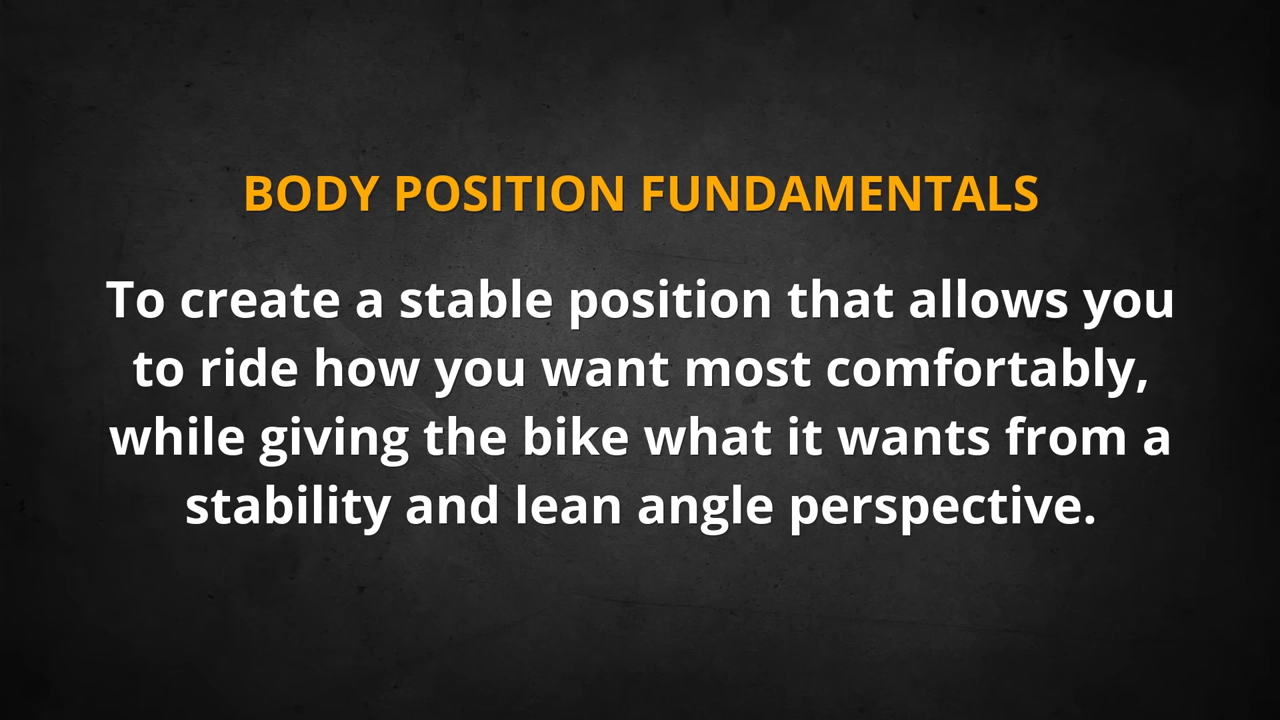 BODY POSITION FUNDAMENTALS
To create a stable position that allows you
to ride how you want most comfortably,
while giving the bike what it wants from a
stability and lean angle perspective.